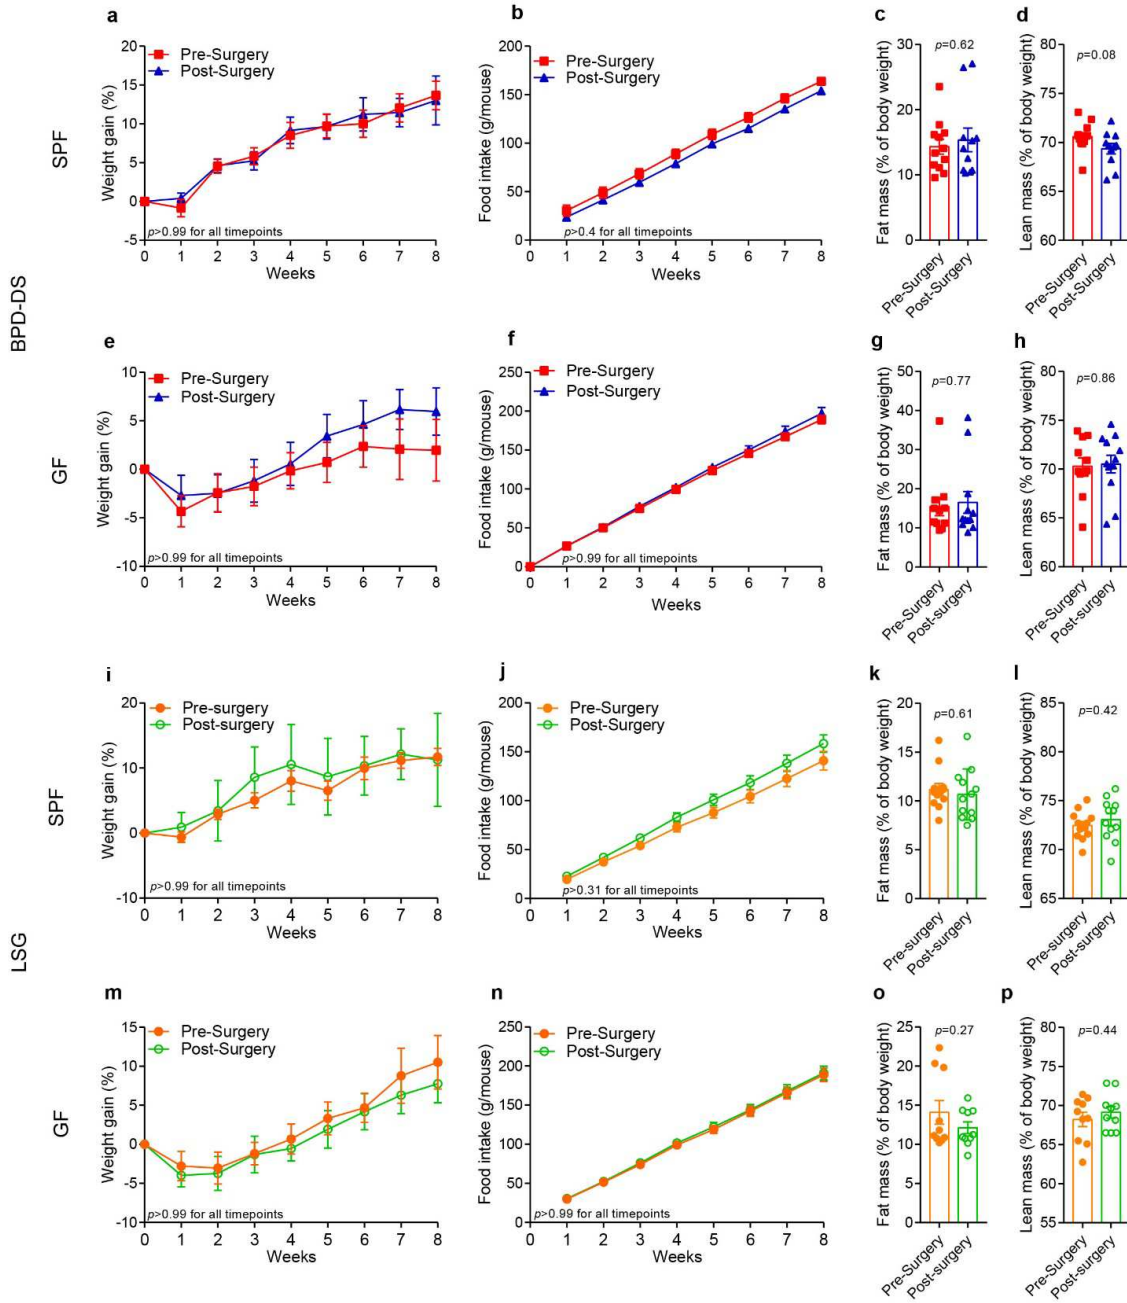 a
b
c
d
BPD-DS
SPF
Weight gain (%)
20
15
10
5
0
-5
Pre-Surgery
Post-Surgery
p>0.99 for all timepoints
0 1 2 3 4 5 6 7 8
Weeks
Food intake (g/mouse)
200
150
100
50
0
Pre-Surgery
Post-Surgery
p>0.4 for all timepoints
0 1 2 3 4 5 6 7 8
Weeks
Fat mass (% of body weight)
30
20
10
0
p=0.62
Pre-Surgery
Post-Surgery
Lean mass (% of body weight)
80
75
70
65
60
p=0.08
Pre-Surgery
Post-Surgery
e
f
g
h
GF
Weight gain (%)
10
5
0
-5
-10
Pre-Surgery
Post-Surgery
p>0.99 for all timepoints
0 1 2 3 4 5 6 7 8
Weeks
Food intake (g/mouse)
250
200
150
100
50
0
Pre-Surgery
Post-Surgery
p>0.99 for all timepoints
0 1 2 3 4 5 6 7 8
Weeks
Fat mass (% of body weight)
50
40
30
20
10
0
p=0.77
Pre-Surgery
Post-surgery
Lean mass (% of body weight)
80
75
70
65
60
p=0.86
Pre-Surgery
Post-surgery
i
j
k
l
LSG
SPF
Weight gain (%)
20
10
0
-10
Pre-surgery
Post-surgery
p>0.99 for all timepoints
0 1 2 3 4 5 6 7 8
Weeks
Food intake (g/mouse)
200
150
100
50
0
Pre-Surgery
Post-Surgery
p>0.31 for all timepoints
0 1 2 3 4 5 6 7 8
Weeks
Fat mass (% of body weight)
20
15
10
5
0
p=0.61
Pre-surgery
Post-surgery
Lean mass (% of body weight)
85
80
75
70
65
p=0.42
Pre-surgery
Post-surgery
m
n
o
p
GF
Weight gain (%)
15
10
5
0
-5
-10
Pre-Surgery
Post-Surgery
p>0.99 for all timepoints
0 1 2 3 4 5 6 7 8
Weeks
Food intake (g/mouse)
250
200
150
100
50
0
Pre-Surgery
Post-Surgery
p>0.99 for all timepoints
0 1 2 3 4 5 6 7 8
Weeks
Fat mass (% of body weight)
25
20
15
10
5
0
p=0.27
Pre-Surgery
Post-Surgery
Lean mass (% of body weight)
80
75
70
65
60
55
p=0.44
Pre-Surgery
Post-Surgery